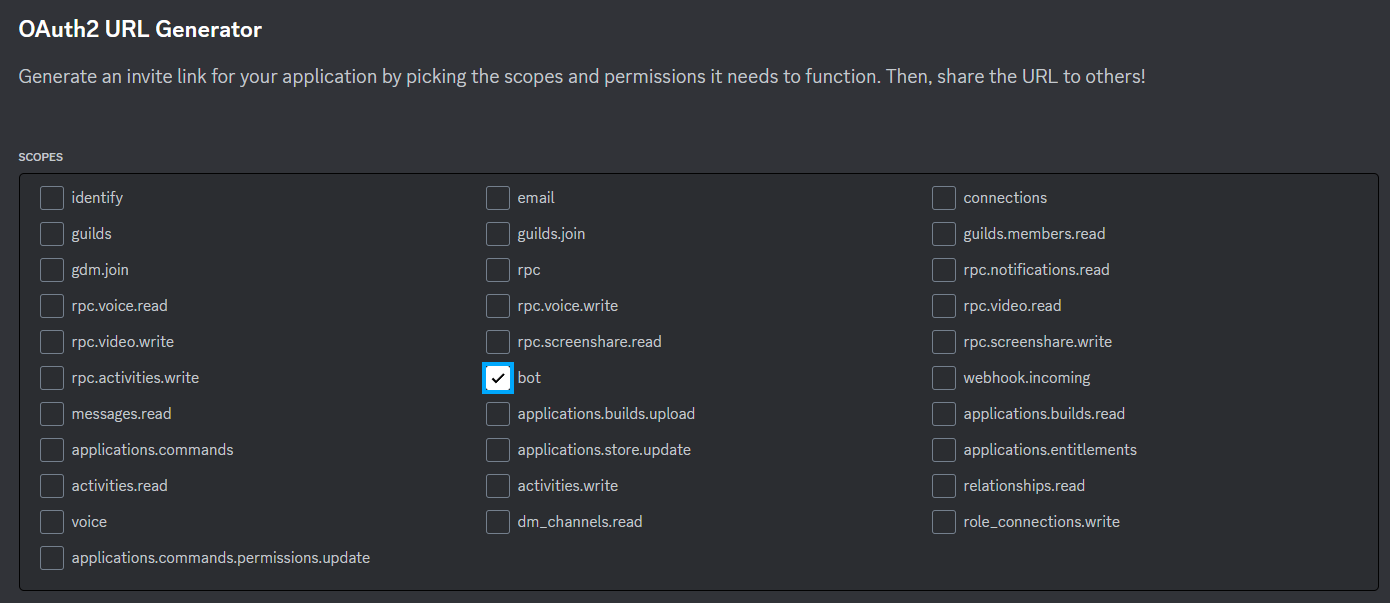 OAuth2 URL Generator
Generate an invite link for your application by picking the scopes and permissions it needs to function. Then, share the URL to others!
SCOPES
identify email connections
guilds guilds.join guilds.members.read
gdm.join rpc rpc.notifications.read
rpc.voice.read rpc.voice.write rpc.video.read
rpc.video.write rpc.screenshare.read rpc.screenshare.write
rpc.activities.write bot webhook.incoming
messages.read applications.builds.upload applications.builds.read
applications.commands applications.store.update applications.entitlements
activities.read activities.write relationships.read
voice dm_channels.read role_connections.write
applications.commands.permissions.update